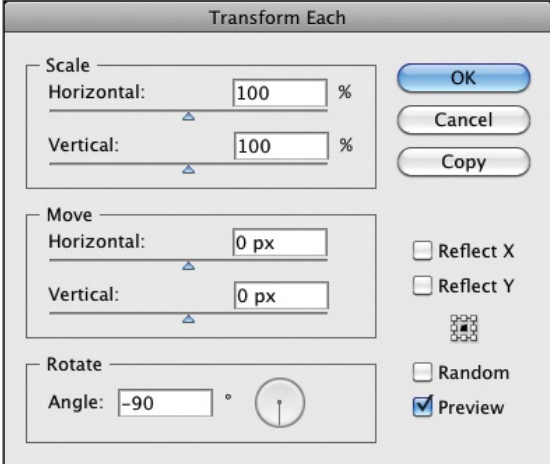 Transform Each
Scale
Horizontal: 100 %
Vertical: 100 %
Move
Horizontal: 0 px
Vertical: 0 px
Rotate
Angle: -90 °
OK
Cancel
Copy
Reflect X
Reflect Y
Random
Preview